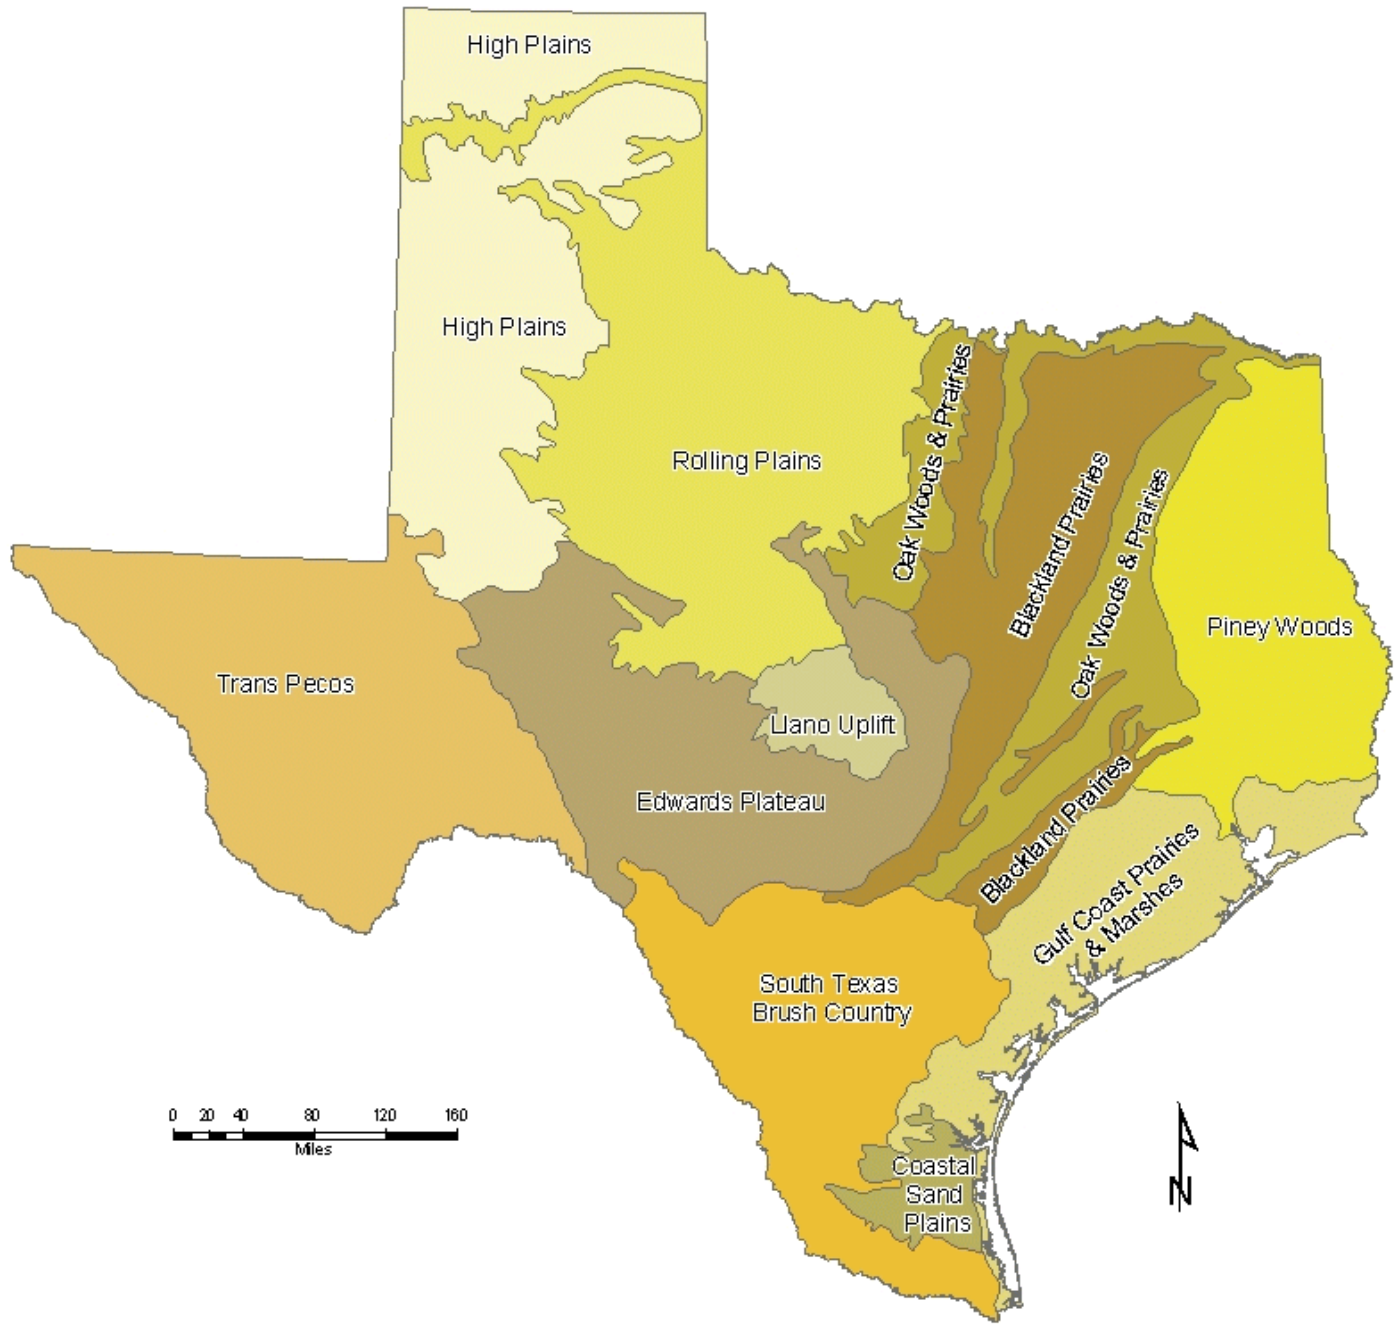 High Plains
High Plains
Rolling Plains
Oak Woods & Prairies
Blackland Prairies
Oak Woods & Prairies
Piney Woods
Trans Pecos
Llano Uplift
Edwards Plateau
Blackland Prairies
Gulf Coast Prairies
& Marshes
South Texas
Brush Country
Coastal
Sand
Plains
0 20 40 80 120 160
Miles
N